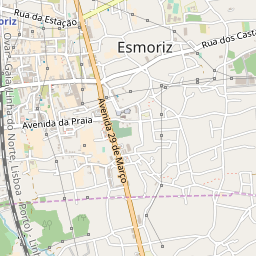 Rua da Estação
Esmoriz
Rua dos Casta
oriz
Avenida da Praia
Avenida 29 de Março
Ovar - Gaia
Linha do Norte
Lisboa
Porto
Linh